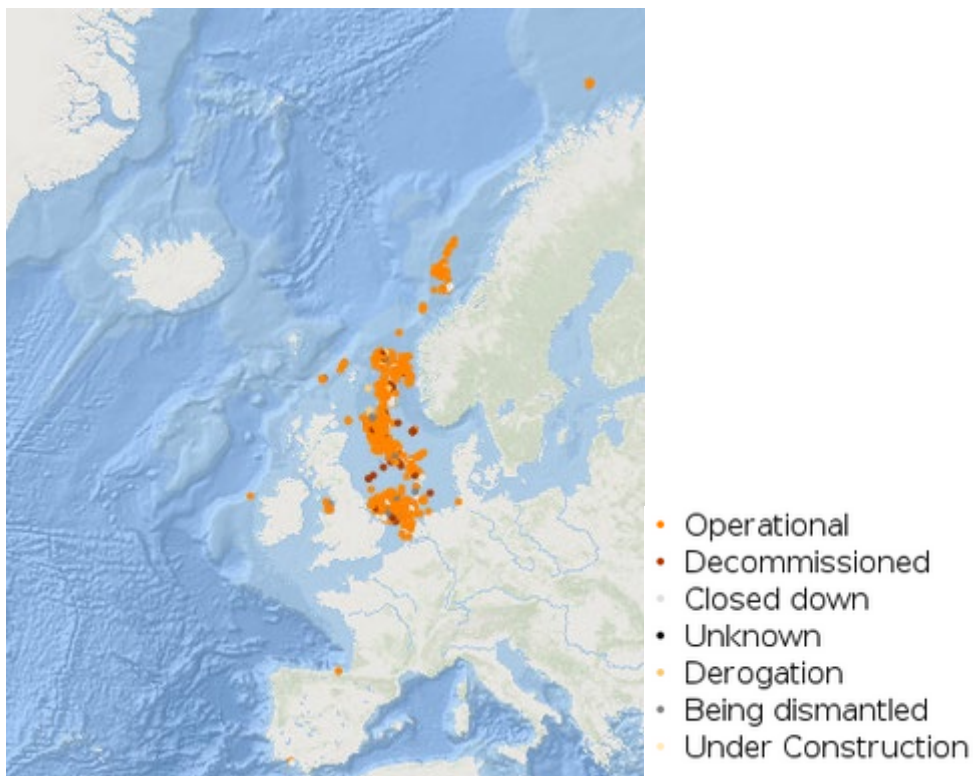 Operational
Decommissioned
Closed down
Unknown
Derogation
Being dismantled
Under Construction